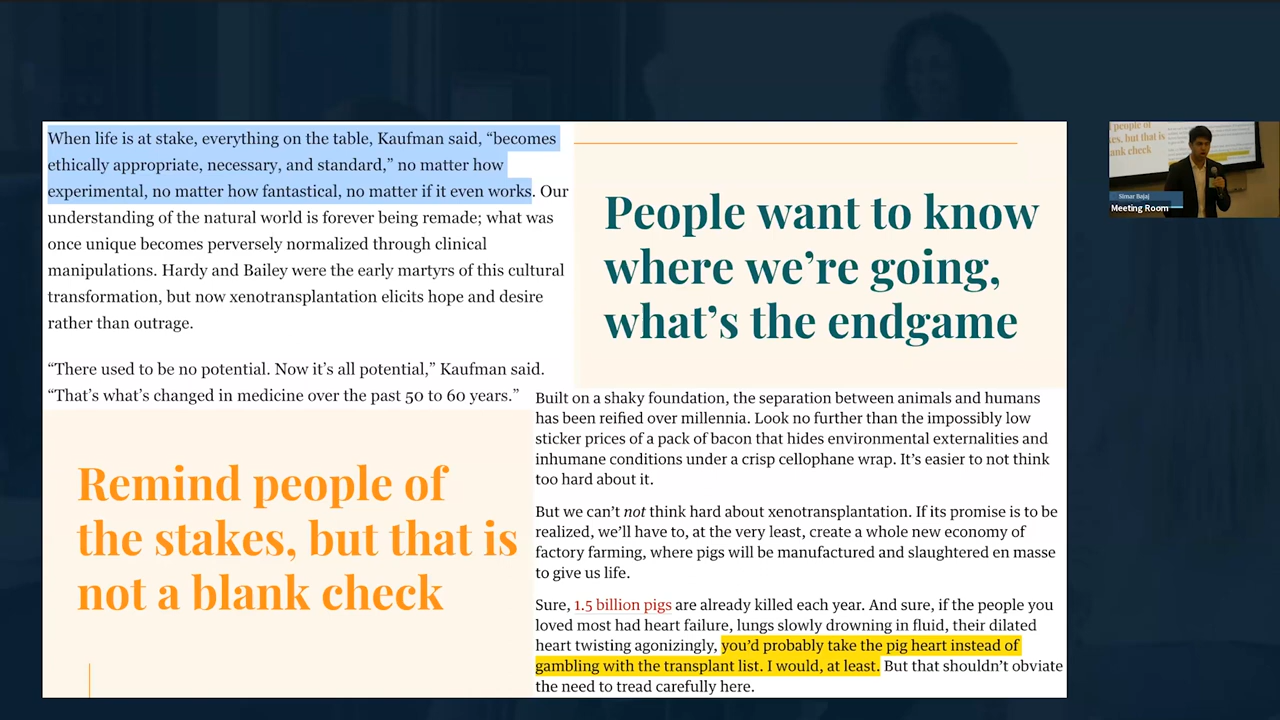 When life is at stake, everything on the table, Kaufman said, “becomes
ethically appropriate, necessary, and standard,” no matter how
experimental, no matter how fantastical, no matter if it even works. Our
understanding of the natural world is forever being remade; what was
once unique becomes perversely normalized through clinical
manipulations. Hardy and Bailey were the early martyrs of this cultural
transformation, but now xenotransplantation elicits hope and desire
rather than outrage.
“There used to be no potential. Now it’s all potential,” Kaufman said.
“That’s what’s changed in medicine over the past 50 to 60 years.”
People want to know
where we’re going,
what’s the endgame
Remind people of
the stakes, but that is
not a blank check
Built on a shaky foundation, the separation between animals and humans
has been reified over millennia. Look no further than the impossibly low
sticker prices of a pack of bacon that hides environmental externalities and
inhumane conditions under a crisp cellophane wrap. It’s easier to not think
too hard about it.
But we can’t not think hard about xenotransplantation. If its promise is to be
realized, we’ll have to, at the very least, create a whole new economy of
factory farming, where pigs will be manufactured and slaughtered en masse
to give us life.
Sure, 1.5 billion pigs are already killed each year. And sure, if the people you
loved most had heart failure, lungs slowly drowning in fluid, their dilated
heart twisting agonizingly, you’d probably take the pig heart instead of
gambling with the transplant list. I would, at least. But that shouldn’t obviate
the need to tread carefully here.
people of
es, but that is
ank check
Simar Bajaj
Meeting Room